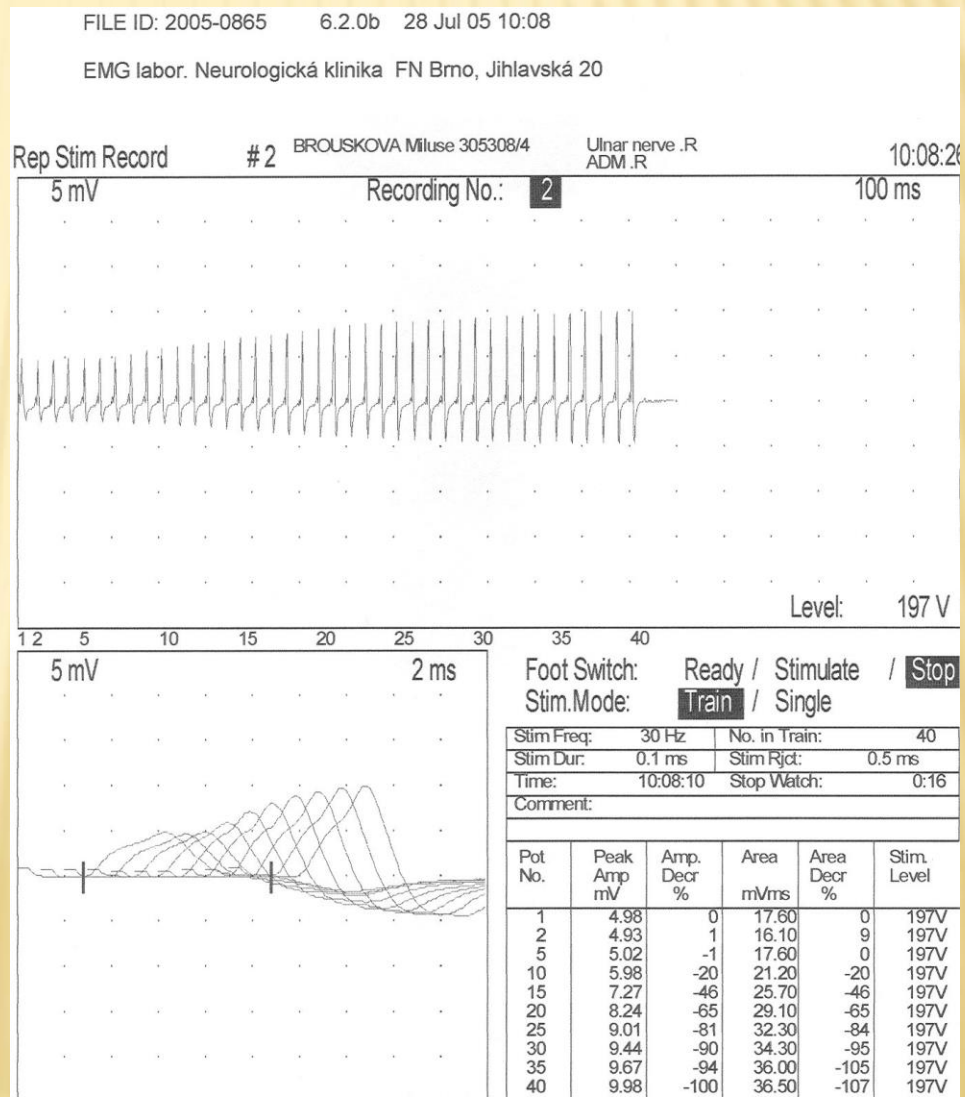 FILE ID: 2005-0865 6.2.0b 28 Jul 05 10:08
EMG labor. Neurologická klinika FN Brno, Jihlavská 20
Rep Stim Record #2 BROUSKOVA Miluse 305308/4 Ulnar nerve .R 10:08:26
ADM .R
5 mV Recording No.: 2 100 ms
Level: 197 V
1 2 5 10 15 20 25 30 35 40
5 mV 2 ms
Foot Switch: Ready / Stimulate / Stop
Stim.Mode: Train / Single
Stim Freq: 30 Hz No. in Train: 40
Stim Dur: 0.1 ms Stim Rjct: 0.5 ms
Time: 10:08:10 Stop Watch: 0:16
Comment:
Pot Peak Amp. Area Area Stim.
No. Amp Decr Decr Level
mV % mVms %
1 4.98 0 17.60 0 197V
2 4.93 1 16.10 9 197V
5 5.02 -1 17.60 0 197V
10 5.98 -20 21.20 -20 197V
15 7.27 -46 25.70 -46 197V
20 8.24 -65 29.10 -65 197V
25 9.01 -81 32.30 -84 197V
30 9.44 -90 34.30 -95 197V
35 9.67 -94 36.00 -105 197V
40 9.98 -100 36.50 -107 197V